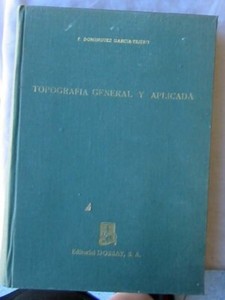 F. DOMINGUEZ GARCIA-TEJERO
TOPOGRAFIA GENERAL Y APLICADA
Editorial DOSSAT, S. A.